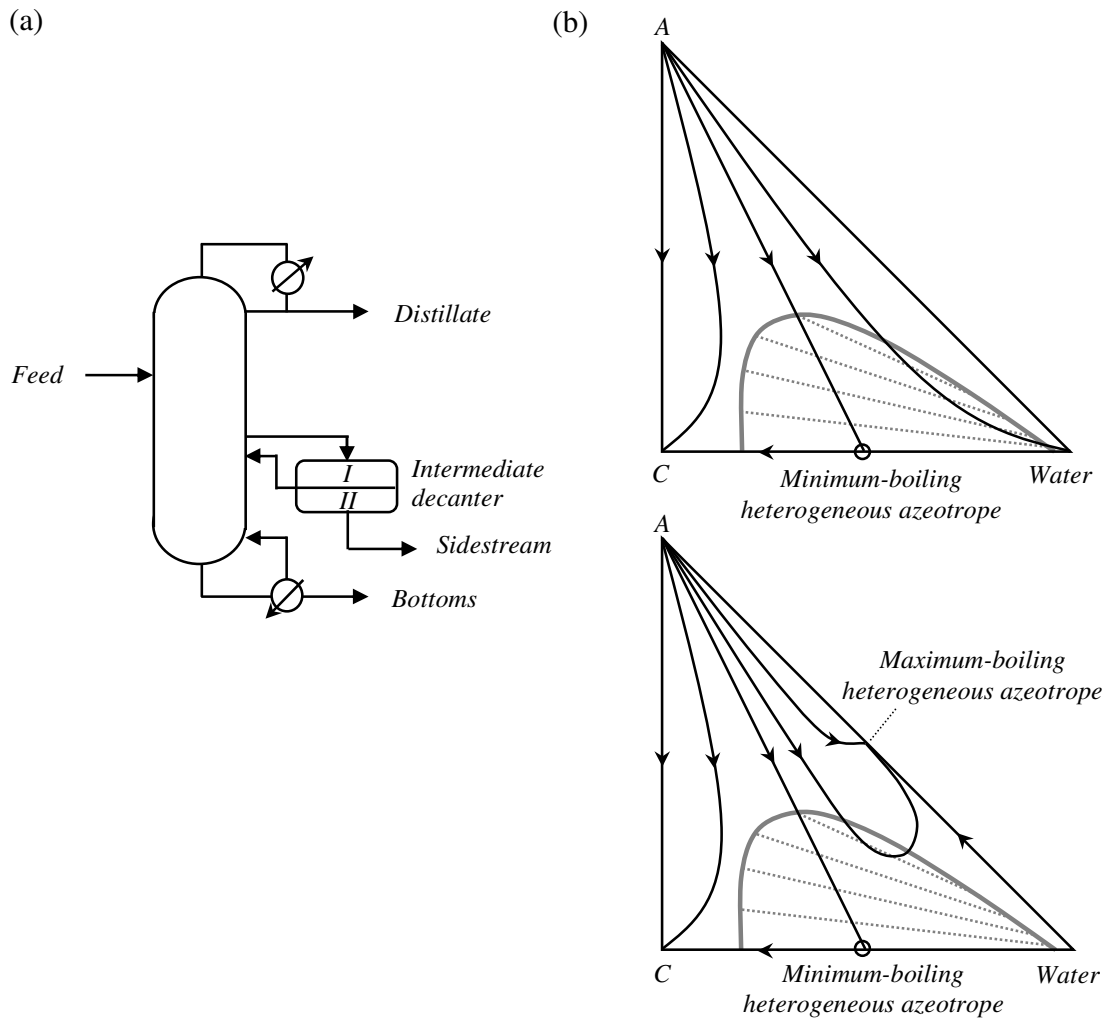 (a)
Feed
Distillate
I
II
Intermediate
decanter
Sidestream
Bottoms
(b)
A
C
Water
Minimum-boiling
heterogeneous azeotrope
A
Maximum-boiling
heterogeneous azeotrope
C
Water
Minimum-boiling
heterogeneous azeotrope